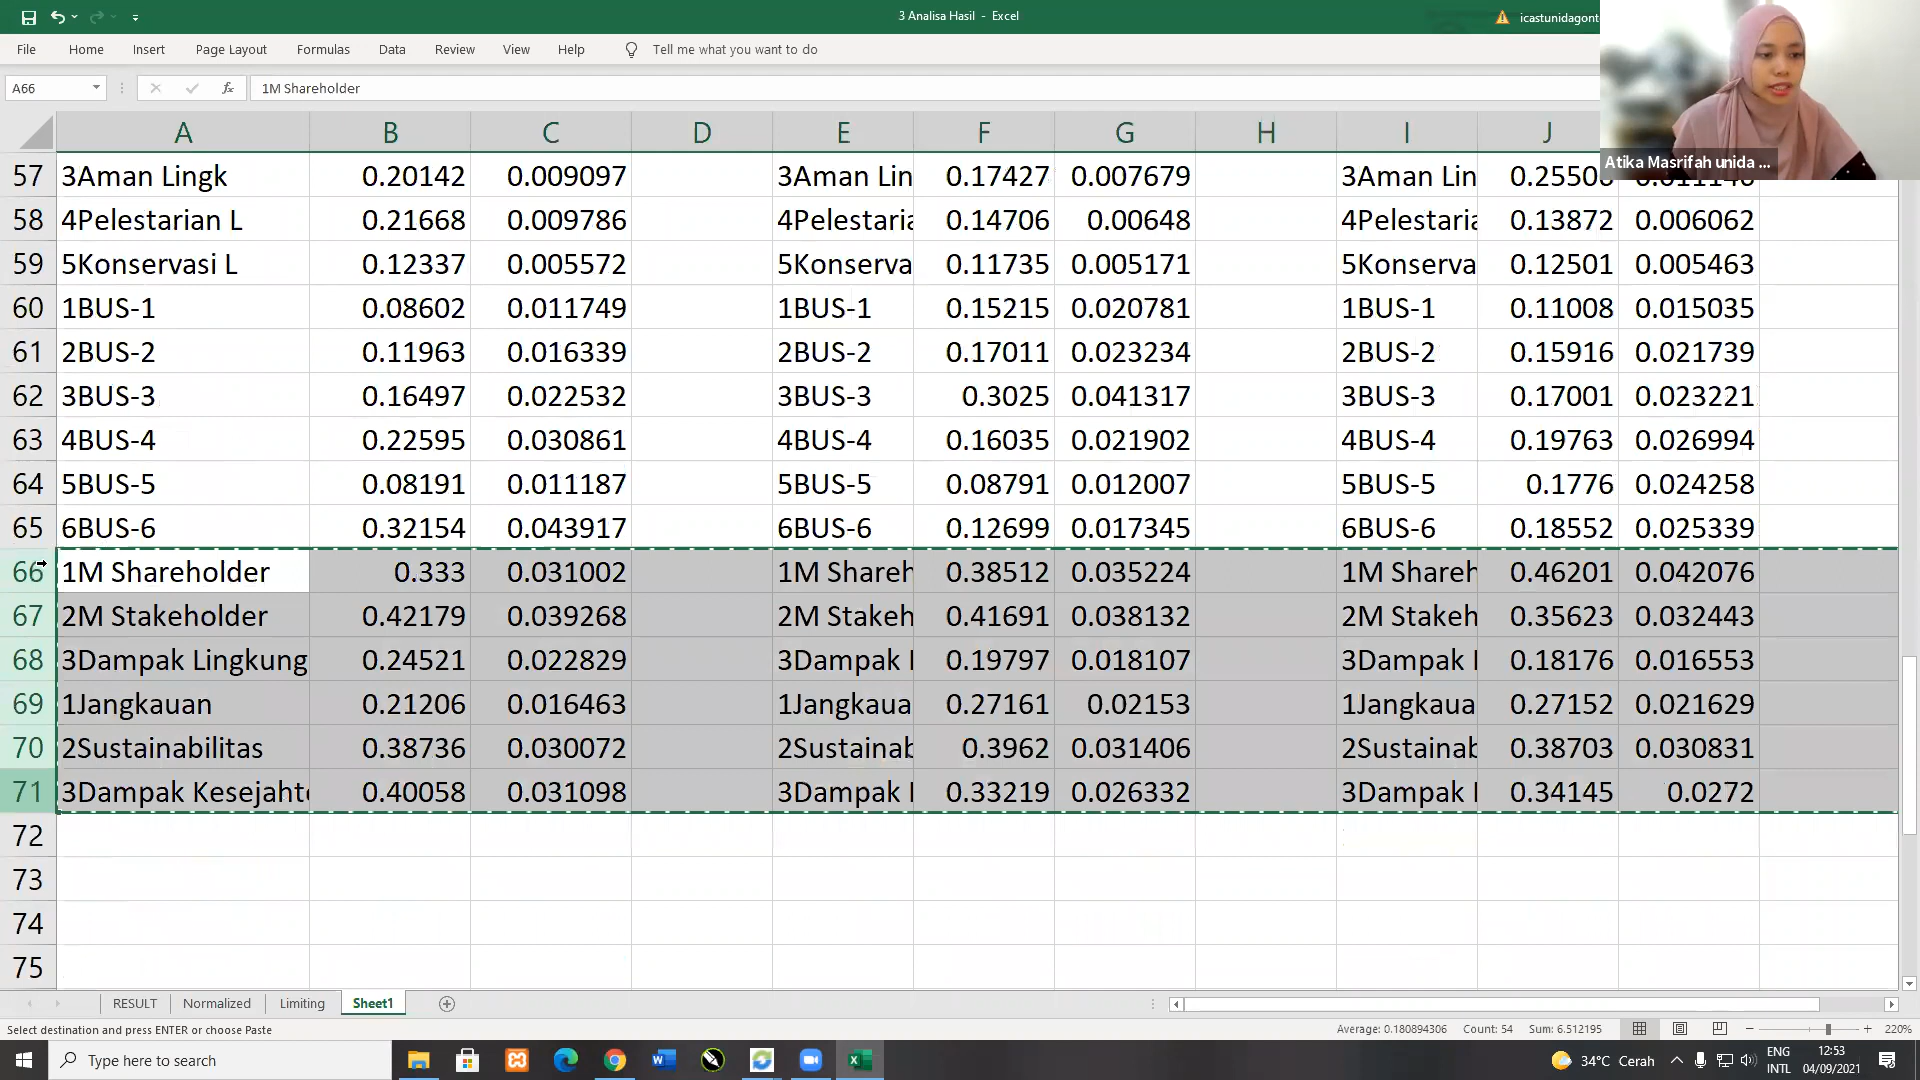 3 Analisa Hasil - Excel
icastunidagont
File Home Insert Page Layout Formulas Data Review View Help Tell me what you want to do
A66 fx 1M Shareholder
Atika Masrifah unida ...
A B C D E F G H I J
57 3Aman Lingk 0.20142 0.009097 3Aman Lin 0.17427 0.007679 3Aman Lin
58 4Pelestarian L 0.21668 0.009786 4Pelestaria 0.14706 0.00648 4Pelestaria 0.13872 0.006062
59 5Konservasi L 0.12337 0.005572 5Konserva 0.11735 0.005171 5Konserva 0.12501 0.005463
60 1BUS-1 0.08602 0.011749 1BUS-1 0.15215 0.020781 1BUS-1 0.11008 0.015035
61 2BUS-2 0.11963 0.016339 2BUS-2 0.17011 0.023234 2BUS-2 0.15916 0.021739
62 3BUS-3 0.16497 0.022532 3BUS-3 0.3025 0.041317 3BUS-3 0.17001 0.023221
63 4BUS-4 0.22595 0.030861 4BUS-4 0.16035 0.021902 4BUS-4 0.19763 0.026994
64 5BUS-5 0.08191 0.011187 5BUS-5 0.08791 0.012007 5BUS-5 0.1776 0.024258
65 6BUS-6 0.32154 0.043917 6BUS-6 0.12699 0.017345 6BUS-6 0.18552 0.025339
66 1M Shareholder 0.333 0.031002 1M Shareh 0.38512 0.035224 1M Shareh 0.46201 0.042076
67 2M Stakeholder 0.42179 0.039268 2M Stakeh 0.41691 0.038132 2M Stakeh 0.35623 0.032443
68 3Dampak Lingkung 0.24521 0.022829 3Dampak 0.19797 0.018107 3Dampak 0.18176 0.016553
69 1Jangkauan 0.21206 0.016463 1Jangkaua 0.27161 0.02153 1Jangkaua 0.27152 0.021629
70 2Sustainabilitas 0.38736 0.030072 2Sustainab 0.3962 0.031406 2Sustainab 0.38703 0.030831
71 3Dampak Kesejahte 0.40058 0.031098 3Dampak 0.33219 0.026332 3Dampak 0.34145 0.0272
72
73
74
75
RESULT Normalized Limiting Sheet1
Select destination and press ENTER or choose Paste Average: 0.180894306 Count: 54 Sum: 6.512195 220%
Type here to search 34°C Cerah ENG 12:53
INTL 04/09/2021